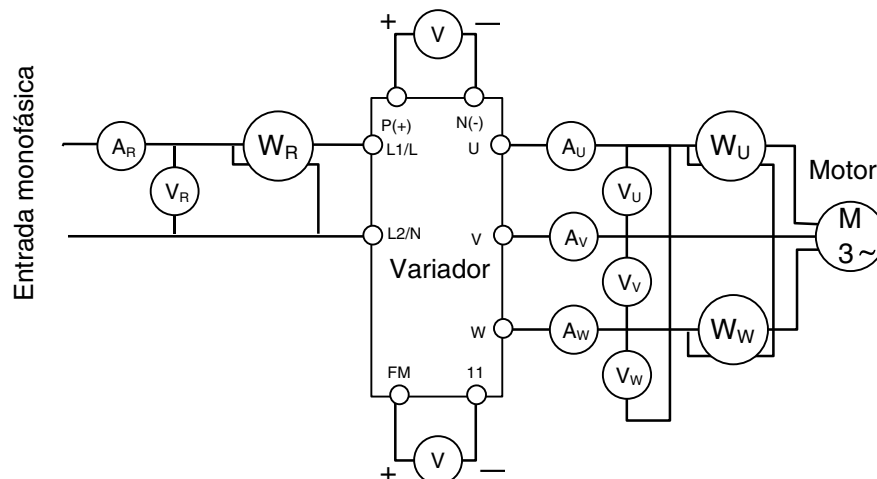 + V —
P(+) N(-)
Entrada monofásica
A_R
W_R
L1/L
U
A_U
W_U
Motor
V_R
V_U
M
3~
L2/N
V
A_V
Variador
V_V
W
A_W
W_W
V_W
FM 11
+ V —